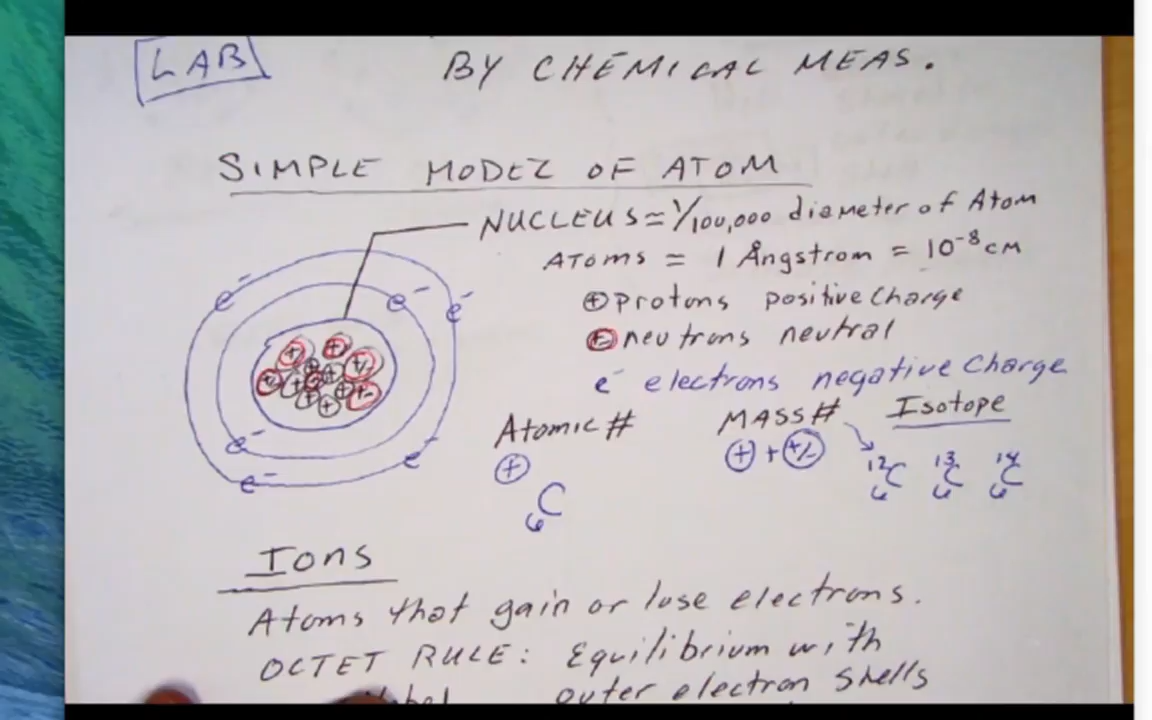 LAB
BY CHEMICAL MEAS.
SIMPLE MODEL OF ATOM
NUCLEUS ≈ 1/100,000 diameter of Atom
ATOMS = 1 Ångstrom = 10⁻⁸ cm
⊕ protons positive Charge
neutrons neutral
e⁻ electrons negative Charge
Atomic # MASS# Isotope
⊕ ⊕ + +/-
₆C ¹²₆C ¹³₆C ¹⁴₆C
e⁻ e⁻ e⁻
e⁻ e⁻ e⁻
Ions
Atoms that gain or lose electrons.
OCTET RULE: Equilibrium with
outer electron shells